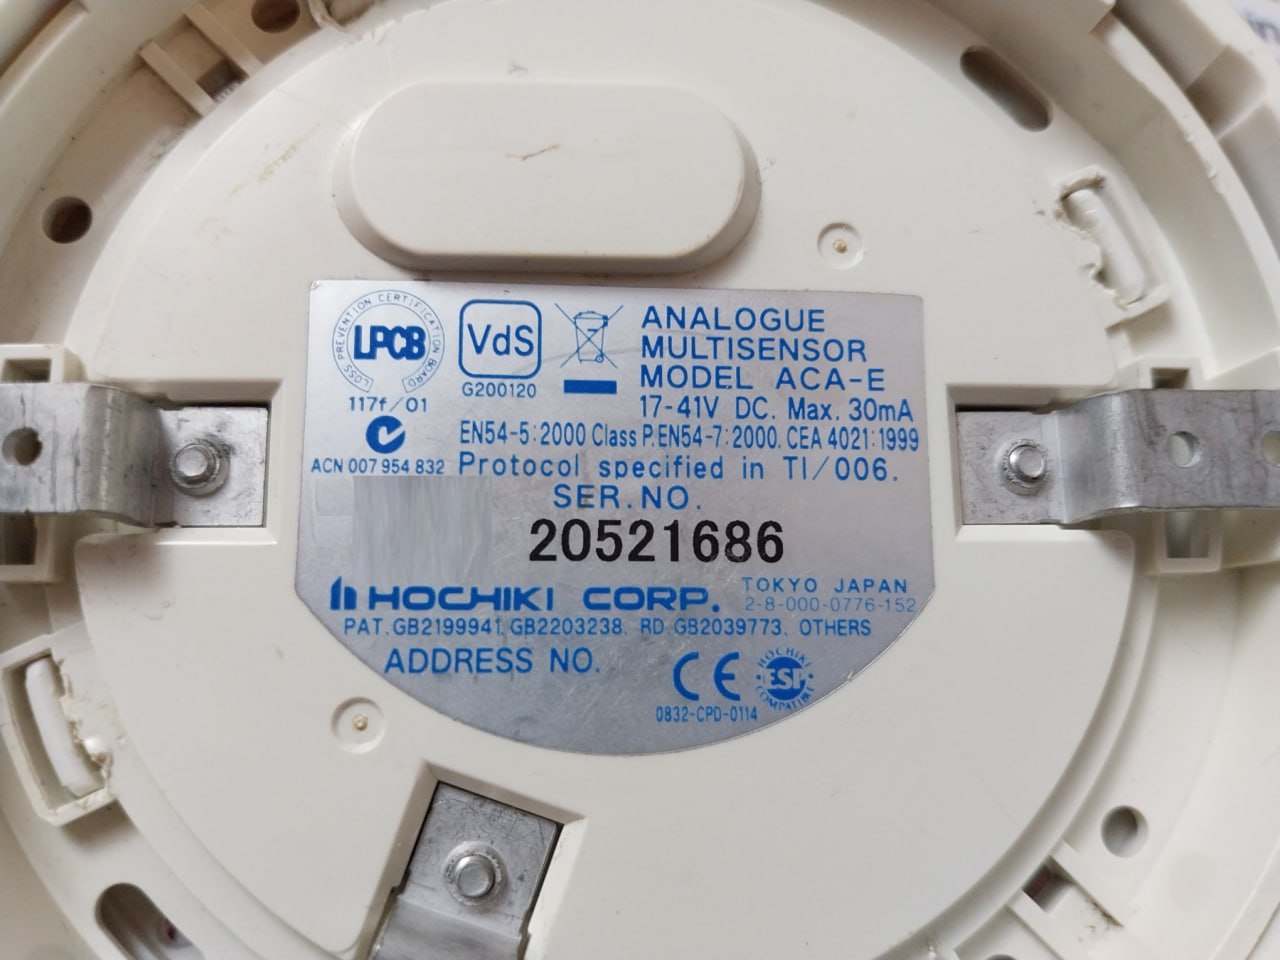 LOSS PREVENTION CERTIFICATION BOARD
LPCB
117f/01
VdS
G200120
ANALOGUE
MULTISENSOR
MODEL ACA-E
17-41V DC. Max. 30mA
EN54-5:2000 Class P. EN54-7:2000. CEA 4021:1999
ACN 007 954 832
Protocol specified in TI/006.
SER.NO.
20521686
HOCHIKI CORP.
TOKYO JAPAN
2-8-000-0776-152
PAT.GB2199941. GB2203238. RD GB2039773. OTHERS
ADDRESS NO.
CE
0832-CPD-0114
HOCHIKI
ESP
COMPATIBLE